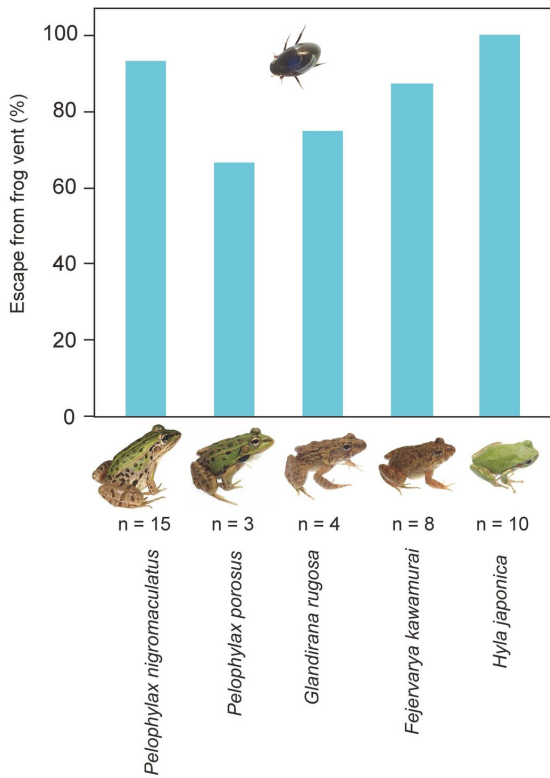 Escape from frog vent (%)
100
80
60
40
20
0
n = 15
n = 3
n = 4
n = 8
n = 10
Pelophylax nigromaculatus
Pelophylax porosus
Glandirana rugosa
Fejervarya kawamurai
Hyla japonica